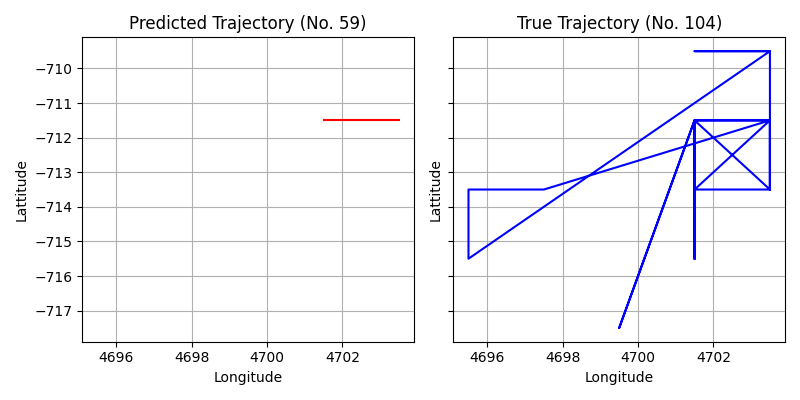 Predicted Trajectory (No. 59)
True Trajectory (No. 104)
Lattitude
−710
−711
−712
−713
−714
−715
−716
−717
4696 4698 4700 4702
Longitude
Lattitude
4696 4698 4700 4702
Longitude